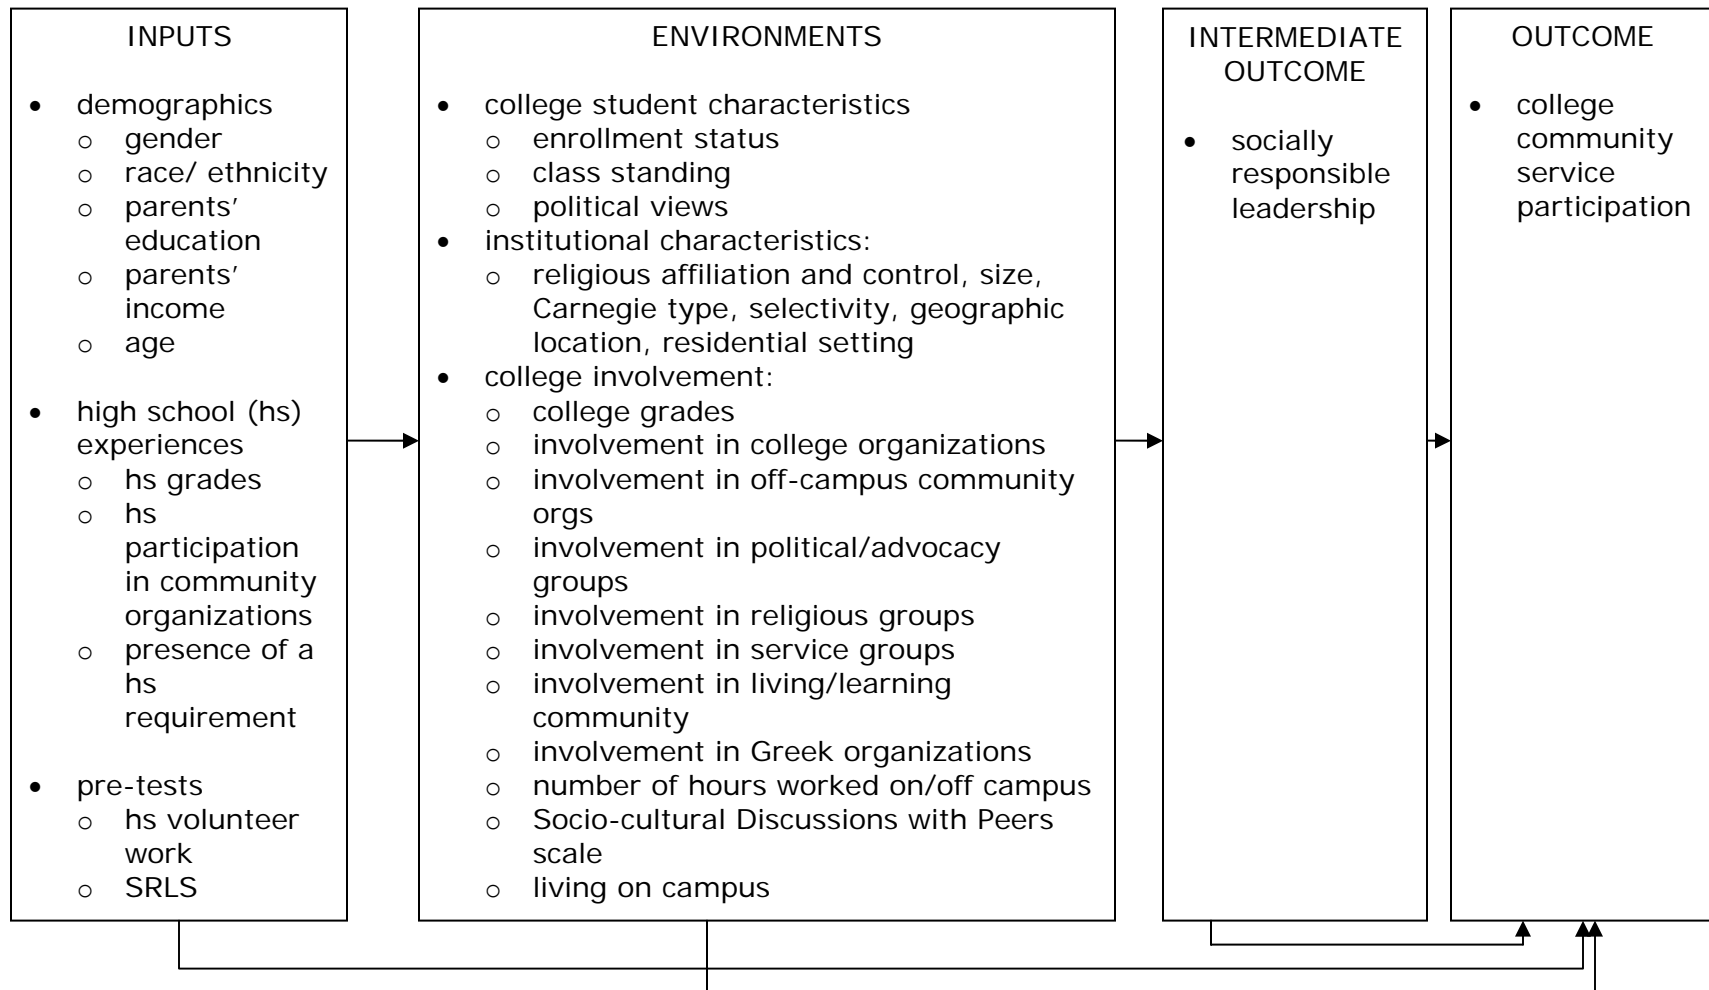 INPUTS
• demographics
o gender
o race/ ethnicity
o parents’
education
o parents’
income
o age
• high school (hs)
experiences
o hs grades
o hs
participation
in community
organizations
o presence of a
hs
requirement
• pre-tests
o hs volunteer
work
o SRLS
ENVIRONMENTS
• college student characteristics
o enrollment status
o class standing
o political views
• institutional characteristics:
o religious affiliation and control, size,
Carnegie type, selectivity, geographic
location, residential setting
• college involvement:
o college grades
o involvement in college organizations
o involvement in off-campus community
orgs
o involvement in political/advocacy
groups
o involvement in religious groups
o involvement in service groups
o involvement in living/learning
community
o involvement in Greek organizations
o number of hours worked on/off campus
o Socio-cultural Discussions with Peers
scale
o living on campus
INTERMEDIATE
OUTCOME
• socially
responsible
leadership
OUTCOME
• college
community
service
participation